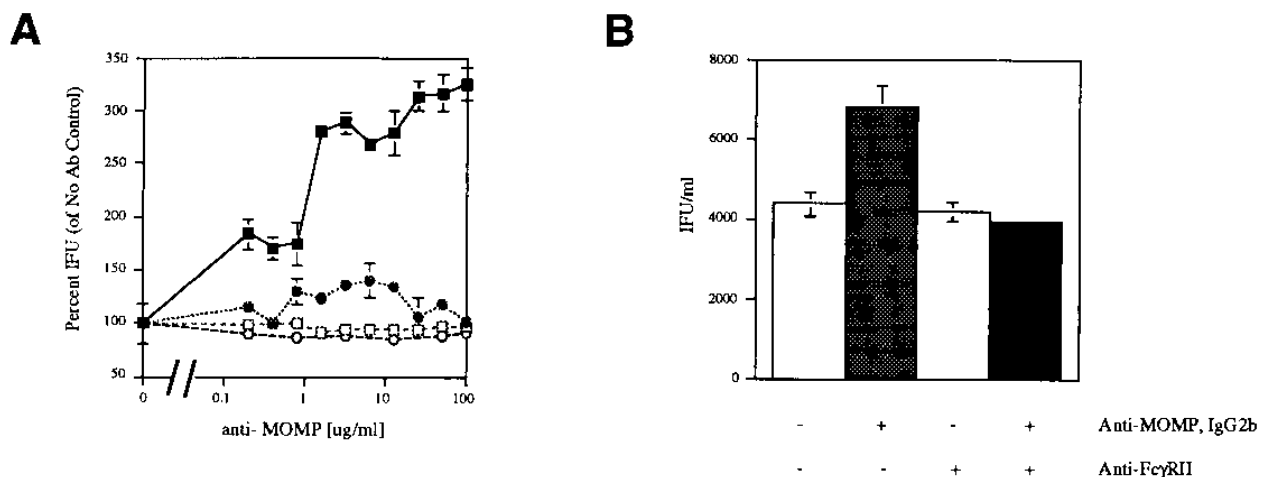 A
B
Percent IFU (of No Ab Control)
350
300
250
200
150
100
50
0
0.1
1
10
100
anti- MOMP [ug/ml]
IFU/ml
8000
6000
4000
2000
0
- + - + Anti-MOMP, IgG2b
- - + + Anti-FcγRII